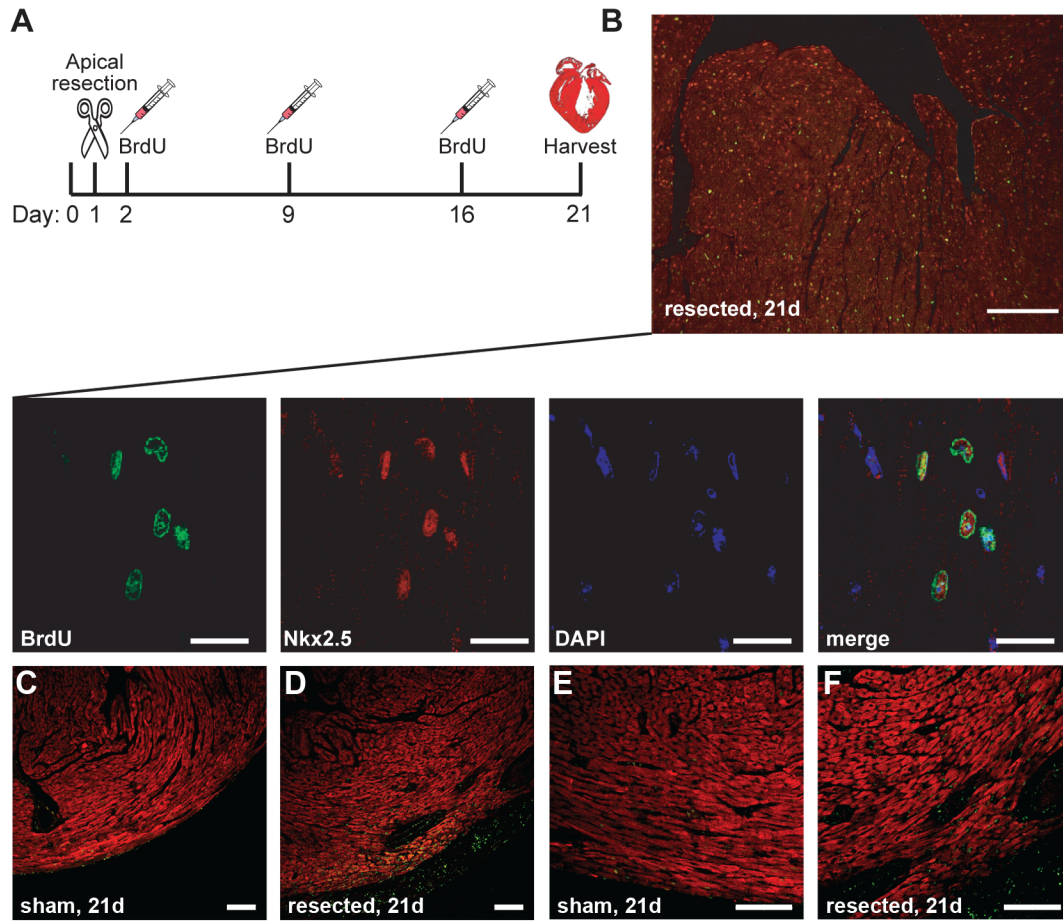 A
Apical
resection
BrdU
BrdU
BrdU
Harvest
Day: 0 1 2 9 16 21
B
resected, 21d
BrdU
Nkx2.5
DAPI
merge
C
sham, 21d
D
resected, 21d
E
sham, 21d
F
resected, 21d